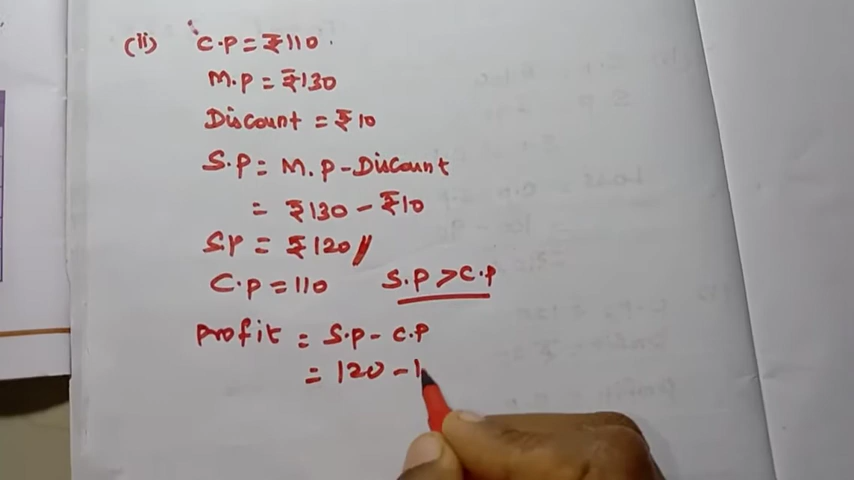 (ii) C.P = ₹110.
M.P = ₹130
Discount = ₹10
S.P = M.P - Discount
= ₹130 - ₹10
S.P = ₹120 //
C.P = 110 S.P > C.P
Profit = S.P - C.P
= 120 - 1